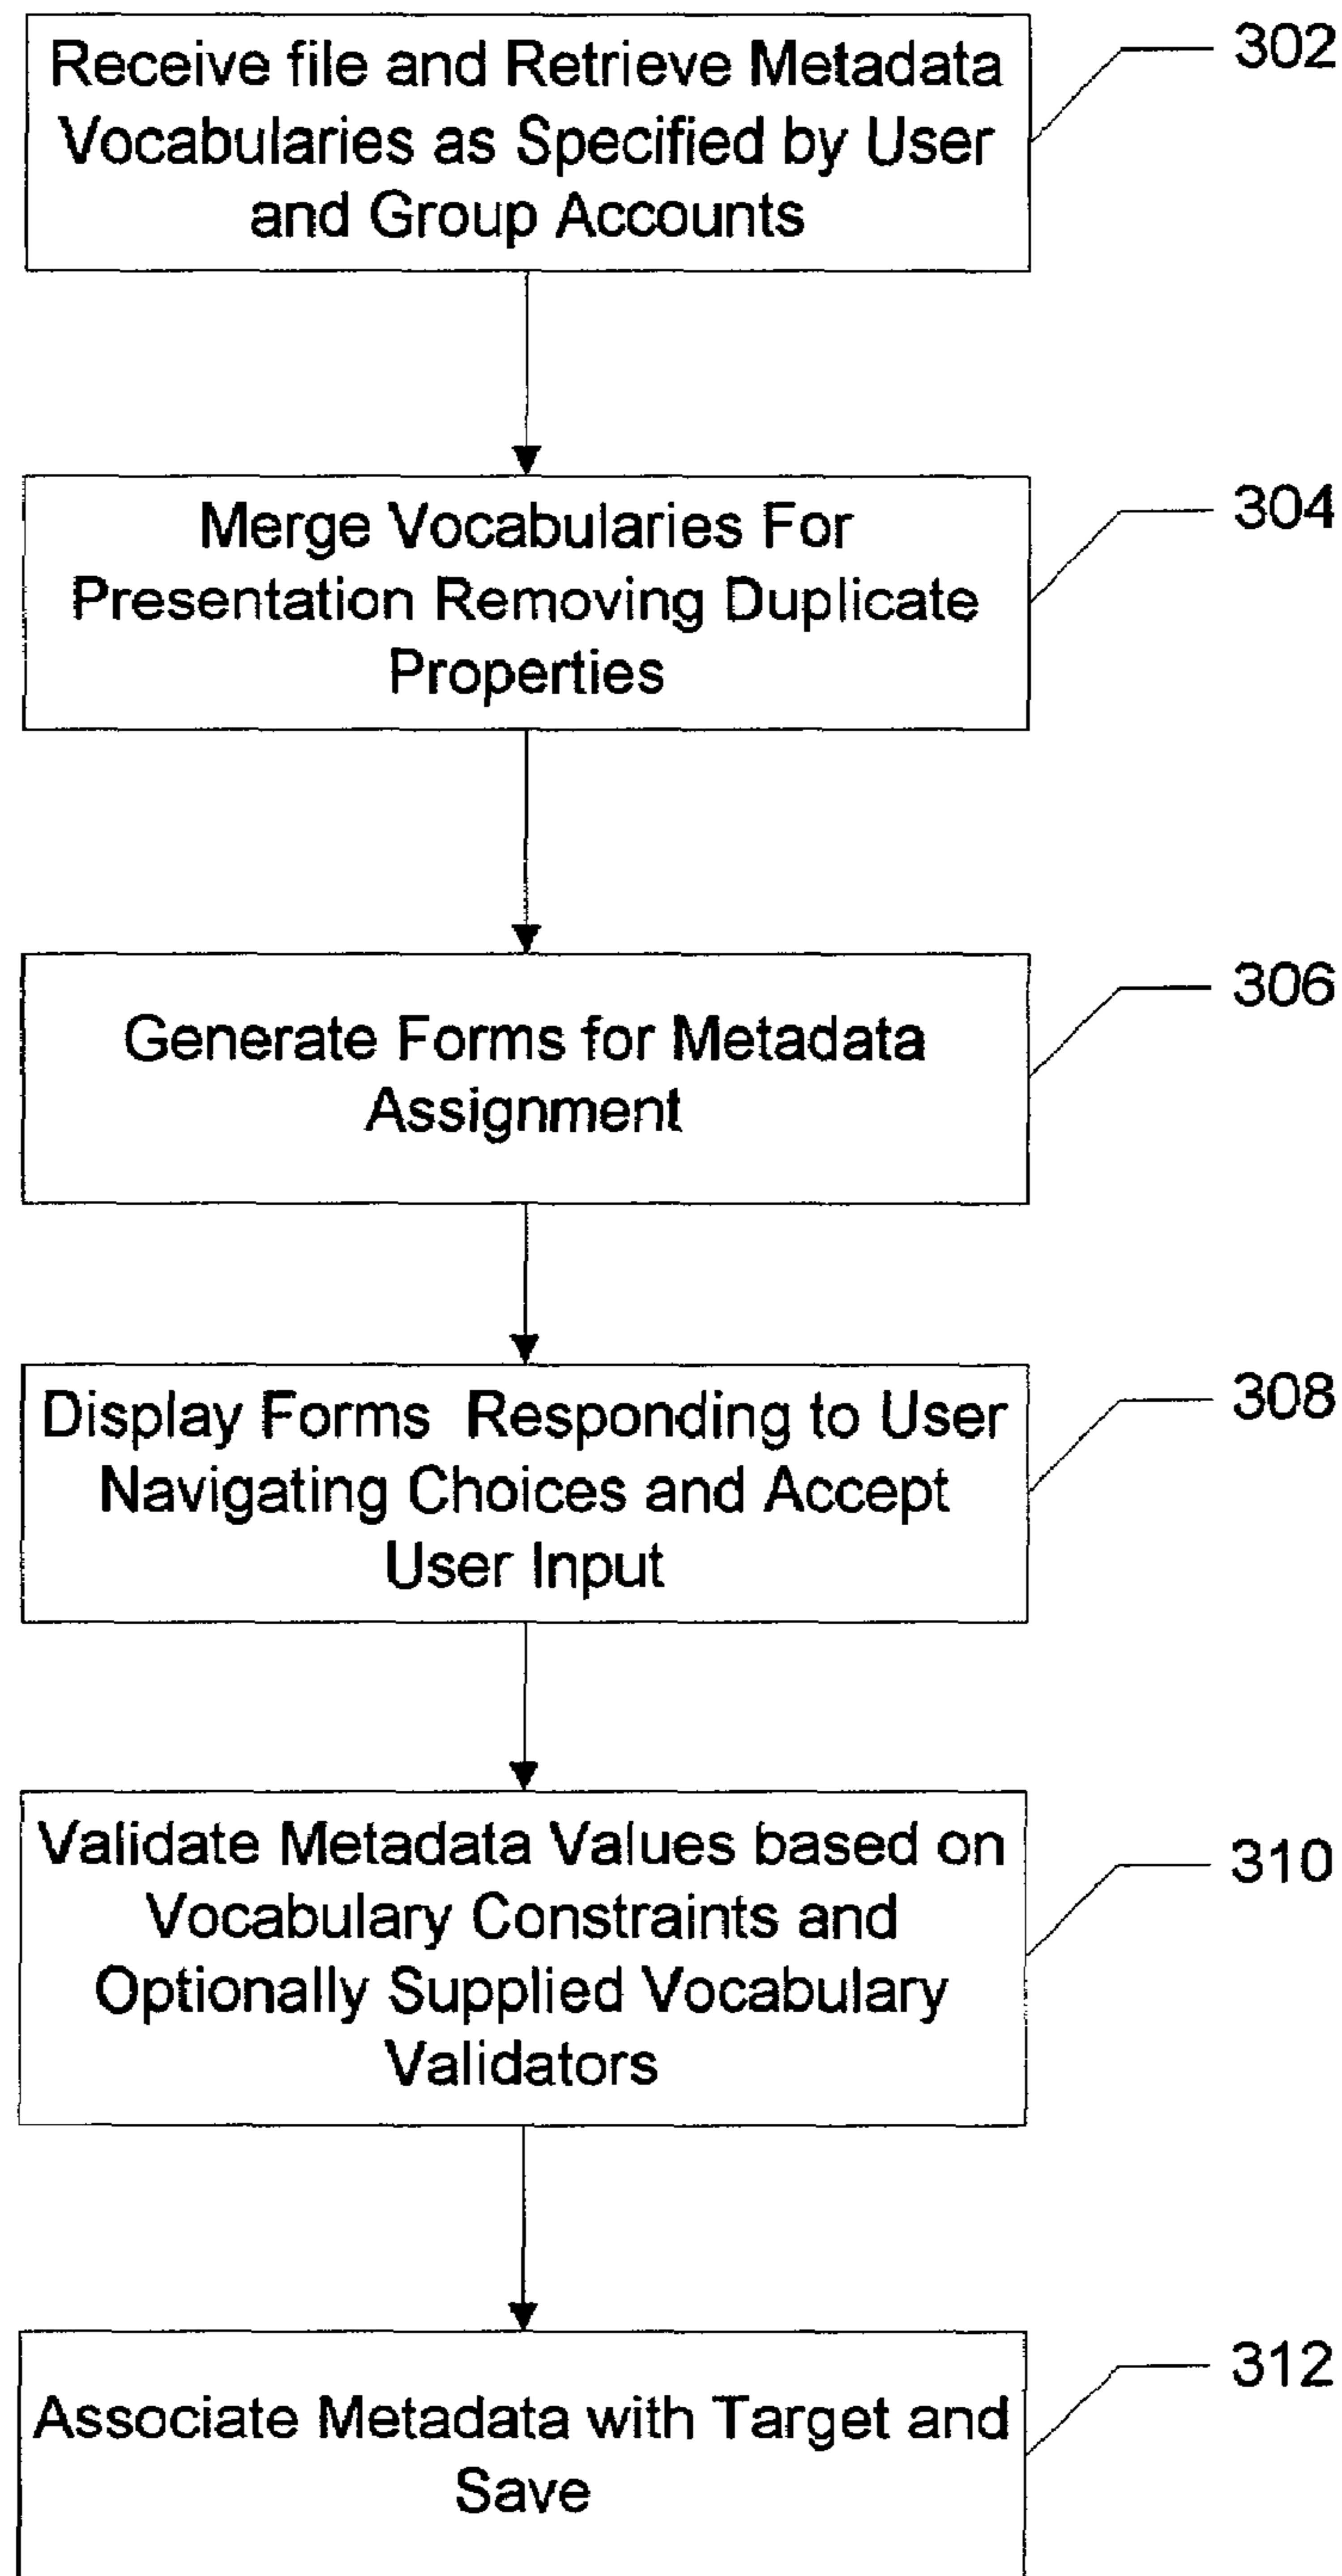 Receive file and Retrieve Metadata
Vocabularies as Specified by User
and Group Accounts
302
Merge Vocabularies For
Presentation Removing Duplicate
Properties
304
Generate Forms for Metadata
Assignment
306
Display Forms Responding to User
Navigating Choices and Accept
User Input
308
Validate Metadata Values based on
Vocabulary Constraints and
Optionally Supplied Vocabulary
Validators
310
Associate Metadata with Target and
Save
312